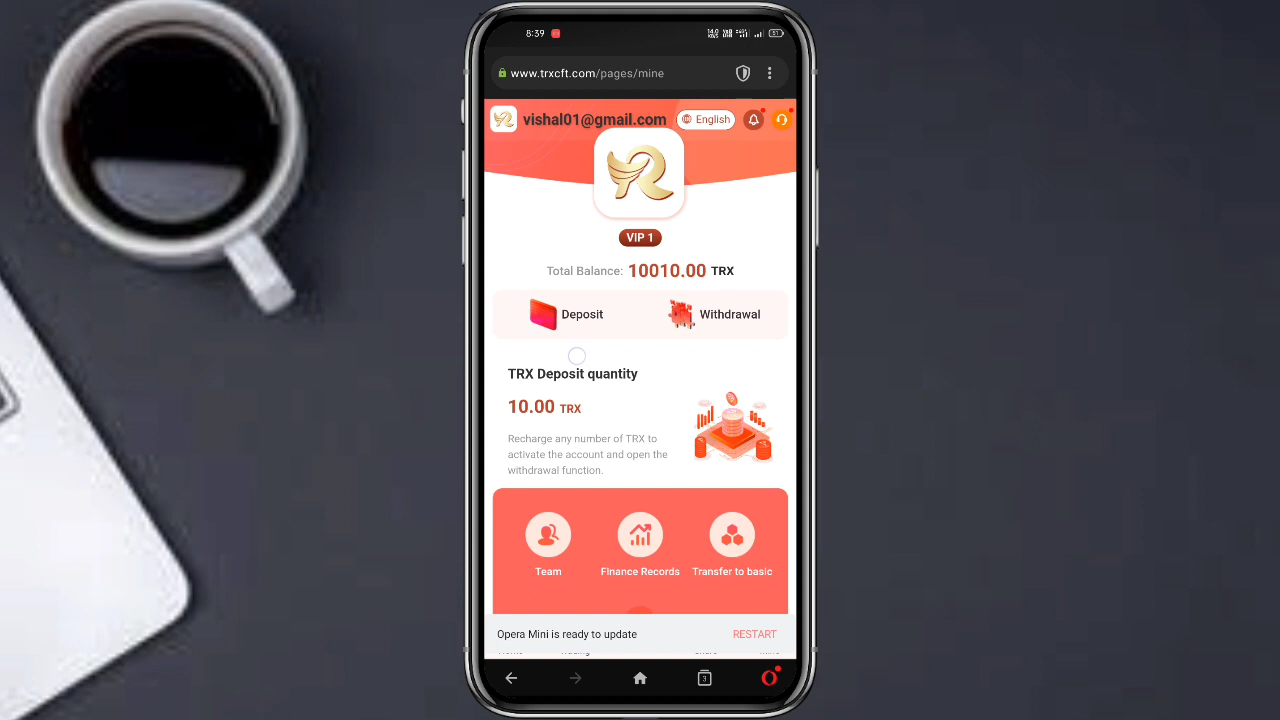 8:39
51
www.trxcft.com/pages/mine
vishal01@gmail.com
English
VIP 1
Total Balance: 10010.00 TRX
Deposit Withdrawal
TRX Deposit quantity
10.00 TRX
Recharge any number of TRX to
activate the account and open the
withdrawal function.
Team Finance Records Transfer to basic
Opera Mini is ready to update RESTART
3